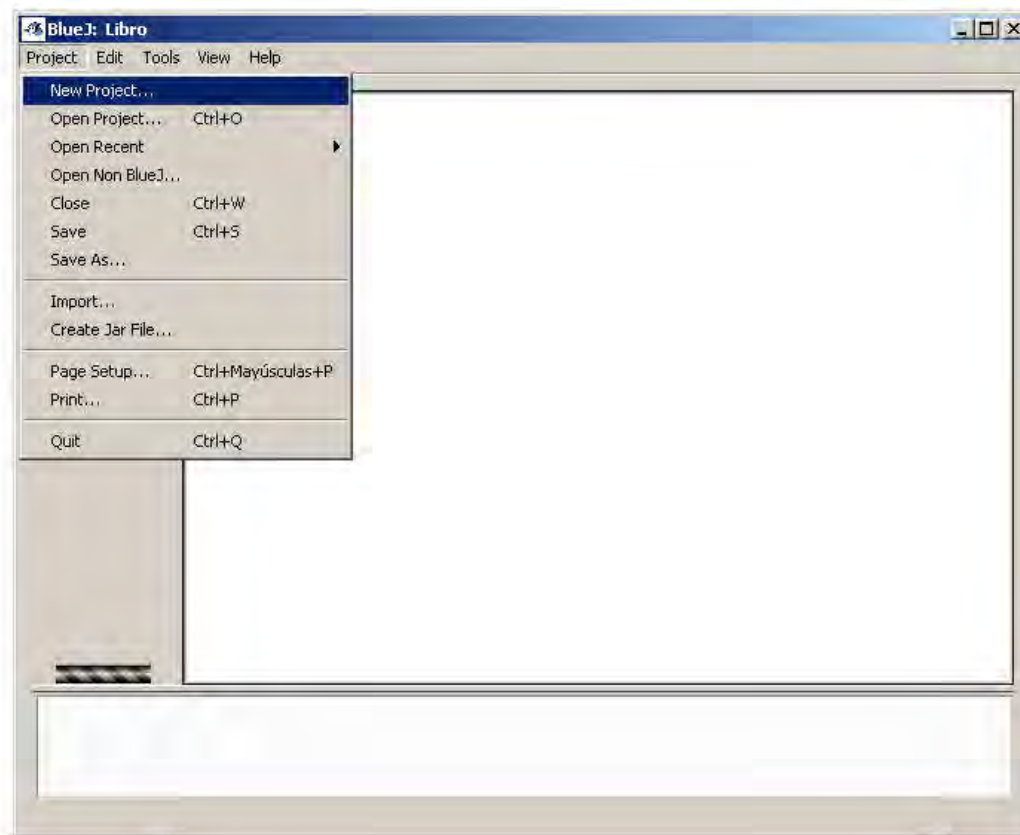 BlueJ: Libro
Project Edit Tools View Help
New Project...
Open Project... Ctrl+O
Open Recent
Open Non BlueJ...
Close Ctrl+W
Save Ctrl+S
Save As...
Import...
Create Jar File...
Page Setup... Ctrl+Mayúsculas+P
Print... Ctrl+P
Quit Ctrl+Q